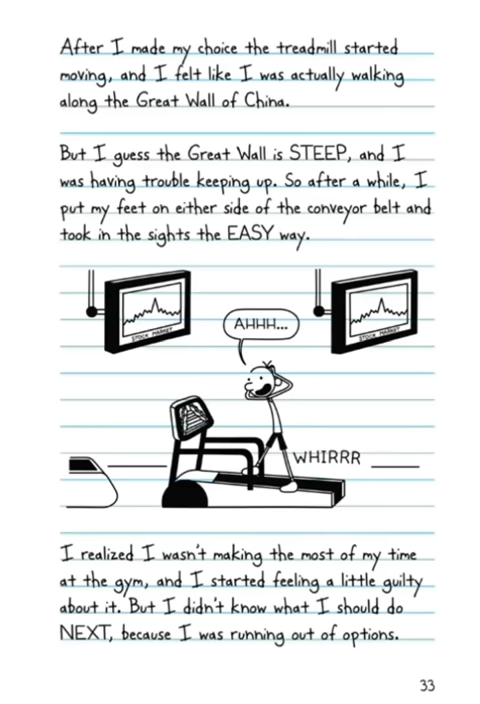 After I made my choice the treadmill started
moving, and I felt like I was actually walking
along the Great Wall of China.
But I guess the Great Wall is STEEP, and I
was having trouble keeping up. So after a while, I
put my feet on either side of the conveyor belt and
took in the sights the EASY way.
STOCK MARKET
STOCK MARKET
AHHH...
WHIRRR
I realized I wasn't making the most of my time
at the gym, and I started feeling a little guilty
about it. But I didn't know what I should do
NEXT, because I was running out of options.
33